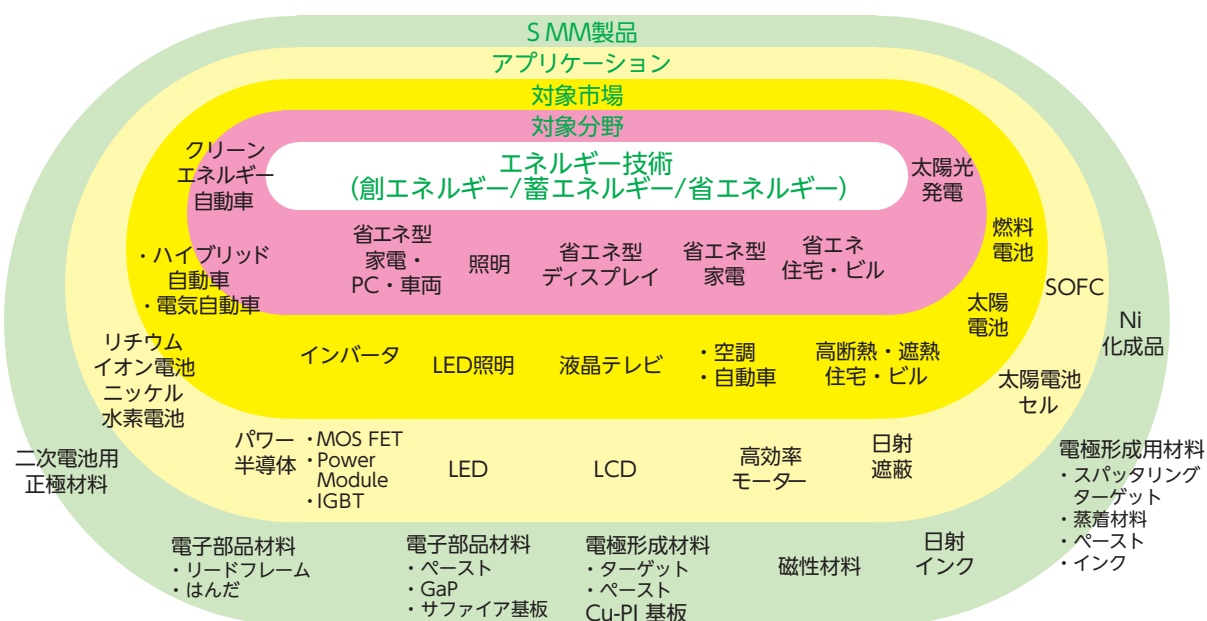 SMM製品
アプリケーション
対象市場
対象分野
エネルギー技術
(創エネルギー/蓄エネルギー/省エネルギー)
クリーン
エネルギー
自動車
太陽光
発電
省エネ型
家電・
PC・車両
照明
省エネ型
ディスプレイ
省エネ型
家電
省エネ
住宅・ビル
・ハイブリッド
自動車
・電気自動車
燃料
電池
太陽
電池
インバータ
LED照明
液晶テレビ
・空調
・自動車
高断熱・遮熱
住宅・ビル
リチウム
イオン電池
ニッケル
水素電池
SOFC
太陽電池
セル
パワー
半導体
・MOS FET
・Power
Module
・IGBT
LED
LCD
高効率
モーター
日射
遮蔽
Ni
化成品
二次電池用
正極材料
電子部品材料
・リードフレーム
・はんだ
電子部品材料
・ペースト
・GaP
・サファイア基板
電極形成材料
・ターゲット
・ペースト
Cu-PI 基板
磁性材料
日射
インク
電極形成用材料
・スパッタリング
ターゲット
・蒸着材料
・ペースト
・インク